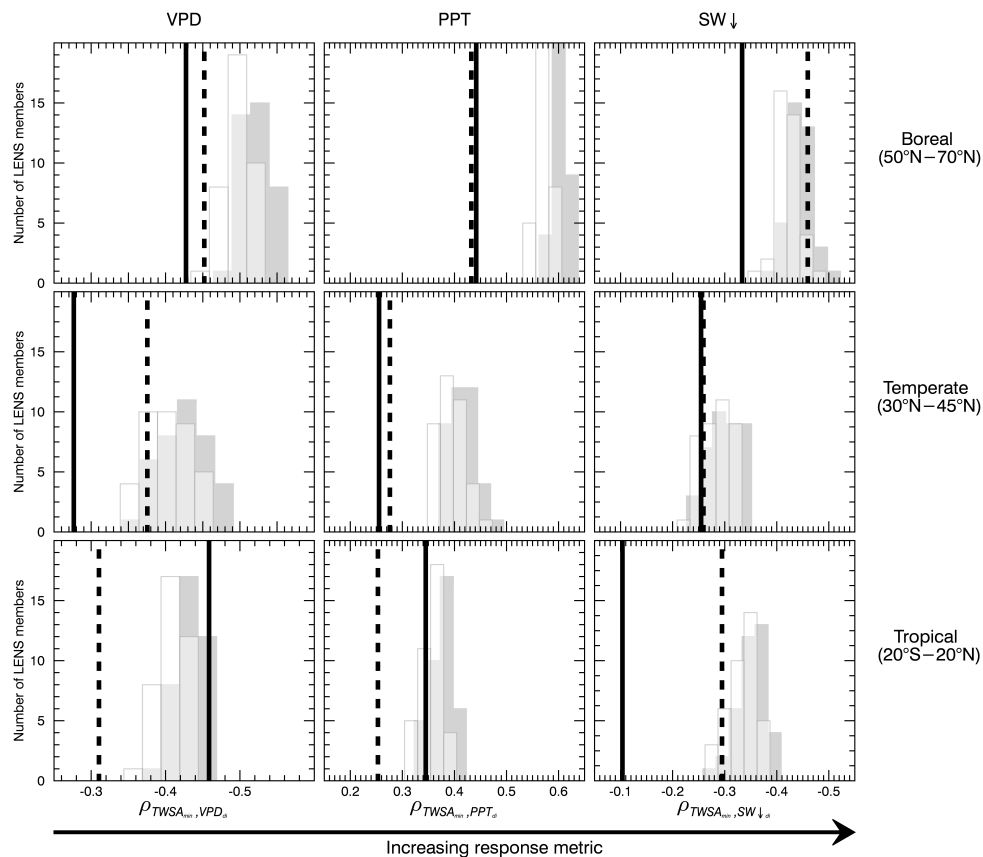 VPD PPT SW↓
Number of LENS members
15
10
5
0
Boreal
(50°N−70°N)
Number of LENS members
15
10
5
0
Temperate
(30°N−45°N)
Number of LENS members
15
10
5
0
Tropical
(20°S−20°N)
-0.3 -0.4 -0.5 0.2 0.3 0.4 0.5 0.6 -0.1 -0.2 -0.3 -0.4 -0.5
ρTWSAmin,VPDdi ρTWSAmin,PPTdi ρTWSAmin,SW↓di
Increasing response metric